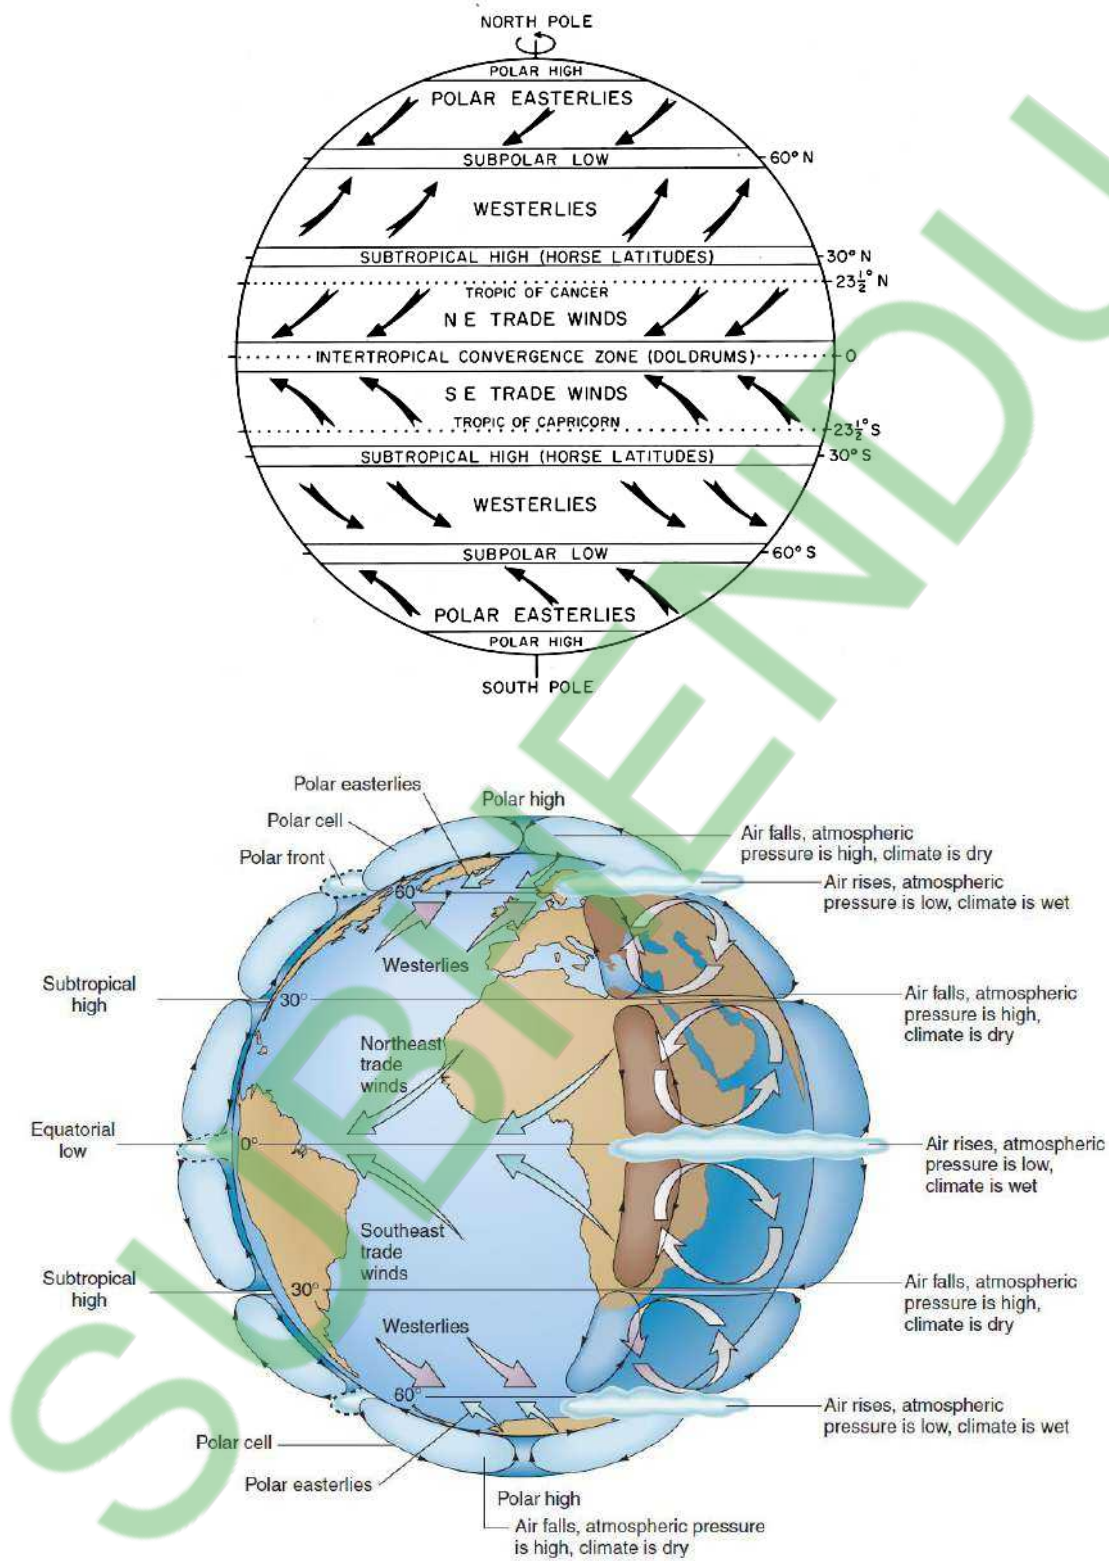 NORTH POLE
POLAR HIGH
POLAR EASTERLIES
SUBPOLAR LOW
60° N
WESTERLIES
SUBTROPICAL HIGH (HORSE LATITUDES)
30° N
23½° N
TROPIC OF CANCER
N E TRADE WINDS
INTERTROPICAL CONVERGENCE ZONE (DOLDRUMS)
0
S E TRADE WINDS
TROPIC OF CAPRICORN
23½° S
SUBTROPICAL HIGH (HORSE LATITUDES)
30° S
WESTERLIES
SUBPOLAR LOW
60° S
POLAR EASTERLIES
POLAR HIGH
SOUTH POLE
Polar easterlies
Polar high
Polar cell
Air falls, atmospheric
pressure is high, climate is dry
Polar front
Air rises, atmospheric
pressure is low, climate is wet
60°
Westerlies
Subtropical
high
30°
Air falls, atmospheric
pressure is high,
climate is dry
Northeast
trade
winds
Equatorial
low
0°
Air rises, atmospheric
pressure is low,
climate is wet
Southeast
trade
winds
Subtropical
high
30°
Air falls, atmospheric
pressure is high,
climate is dry
Westerlies
60°
Air rises, atmospheric
pressure is low, climate is wet
Polar cell
Polar easterlies
Polar high
Air falls, atmospheric pressure
is high, climate is dry
SUBHENDU